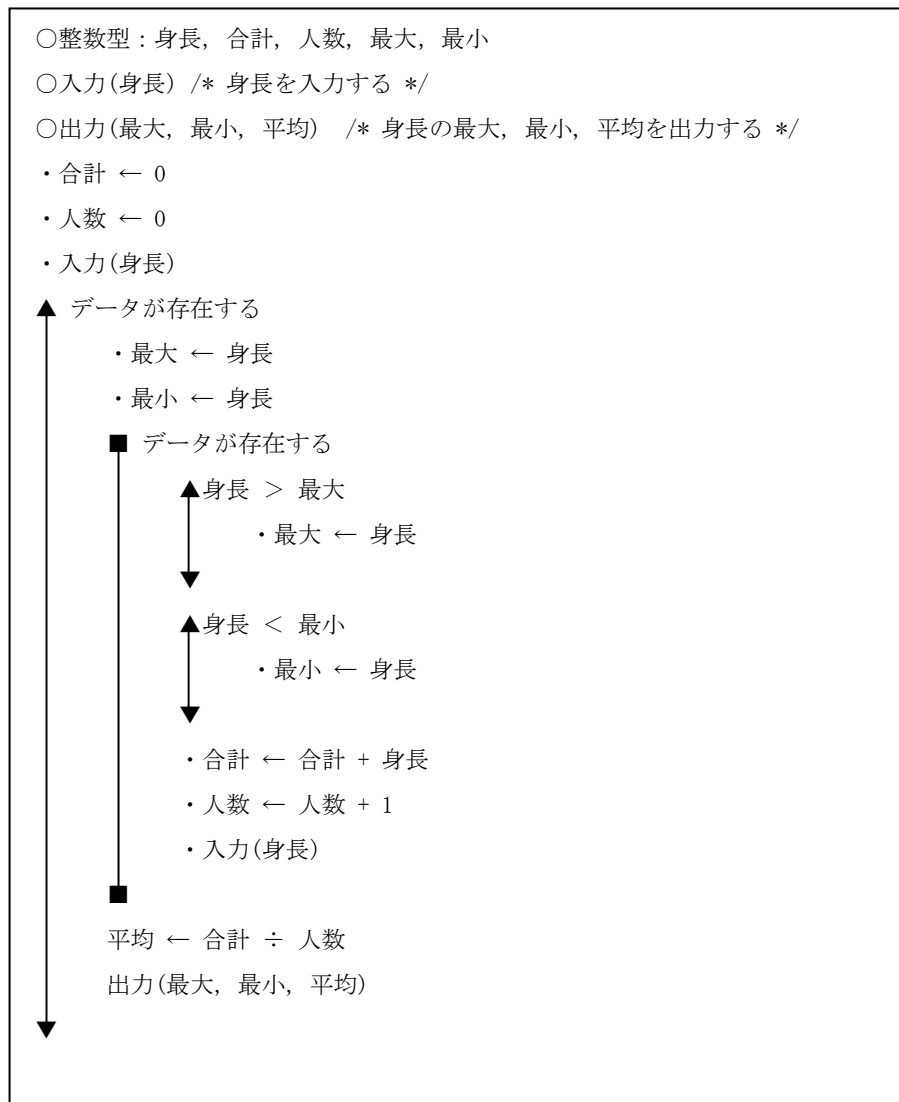 ○整数型：身長, 合計, 人数, 最大, 最小
○入力(身長) /* 身長を入力する */
○出力(最大, 最小, 平均) /* 身長の最大, 最小, 平均を出力する */
・合計 ← 0
・人数 ← 0
・入力(身長)
▲ データが存在する
・最大 ← 身長
・最小 ← 身長
■ データが存在する
▲身長 ＞ 最大
・最大 ← 身長
▼
▲身長 ＜ 最小
・最小 ← 身長
▼
・合計 ← 合計 + 身長
・人数 ← 人数 + 1
・入力(身長)
■
平均 ← 合計 ÷ 人数
出力(最大, 最小, 平均)
▼